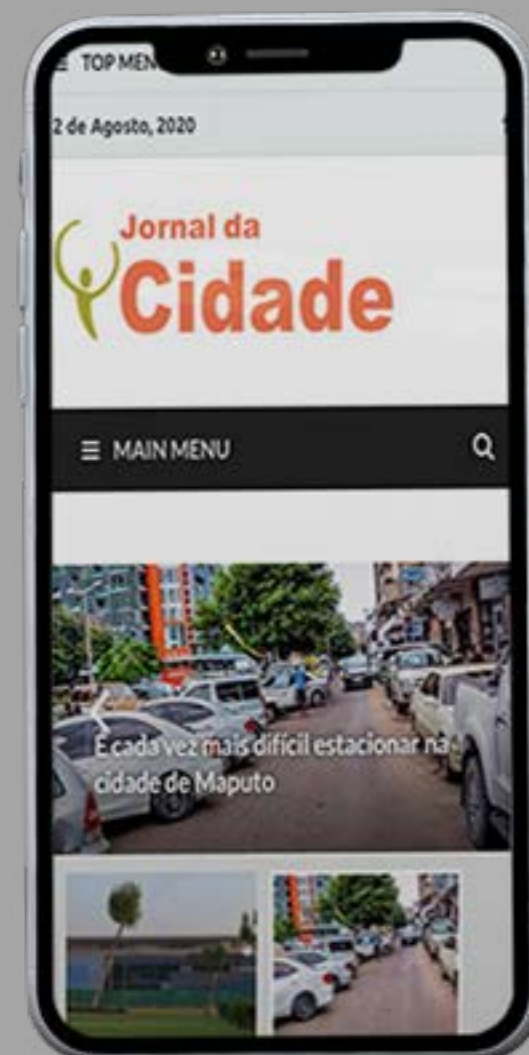 ☰ TOP MEN
2 de Agosto, 2020
Jornal da
Cidade
☰ MAIN MENU
É cada vez mais difícil estacionar na
cidade de Maputo